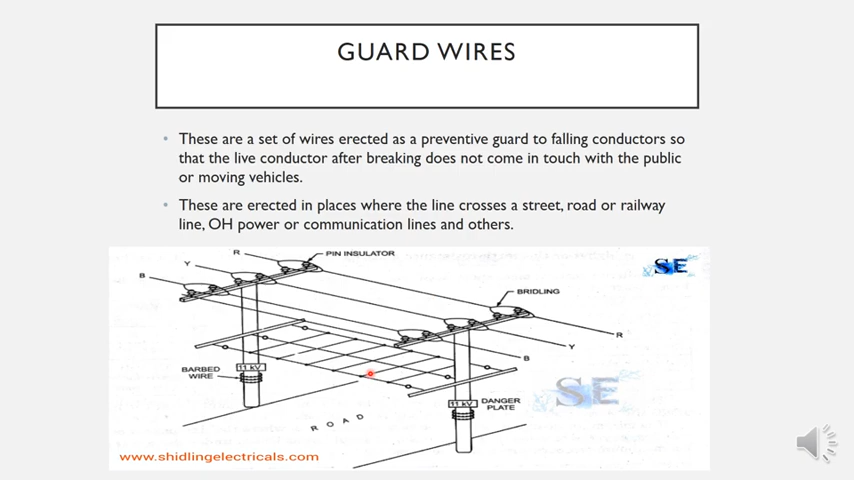 GUARD WIRES
• These are a set of wires erected as a preventive guard to falling conductors so
that the live conductor after breaking does not come in touch with the public
or moving vehicles.
• These are erected in places where the line crosses a street, road or railway
line, OH power or communication lines and others.
R
PIN INSULATOR
Y
B
SE
BRIDLING
R
Y
B
BARBED
WIRE
11 kV
11 kV
DANGER
PLATE
SE
ROAD
www.shidlingelectricals.com